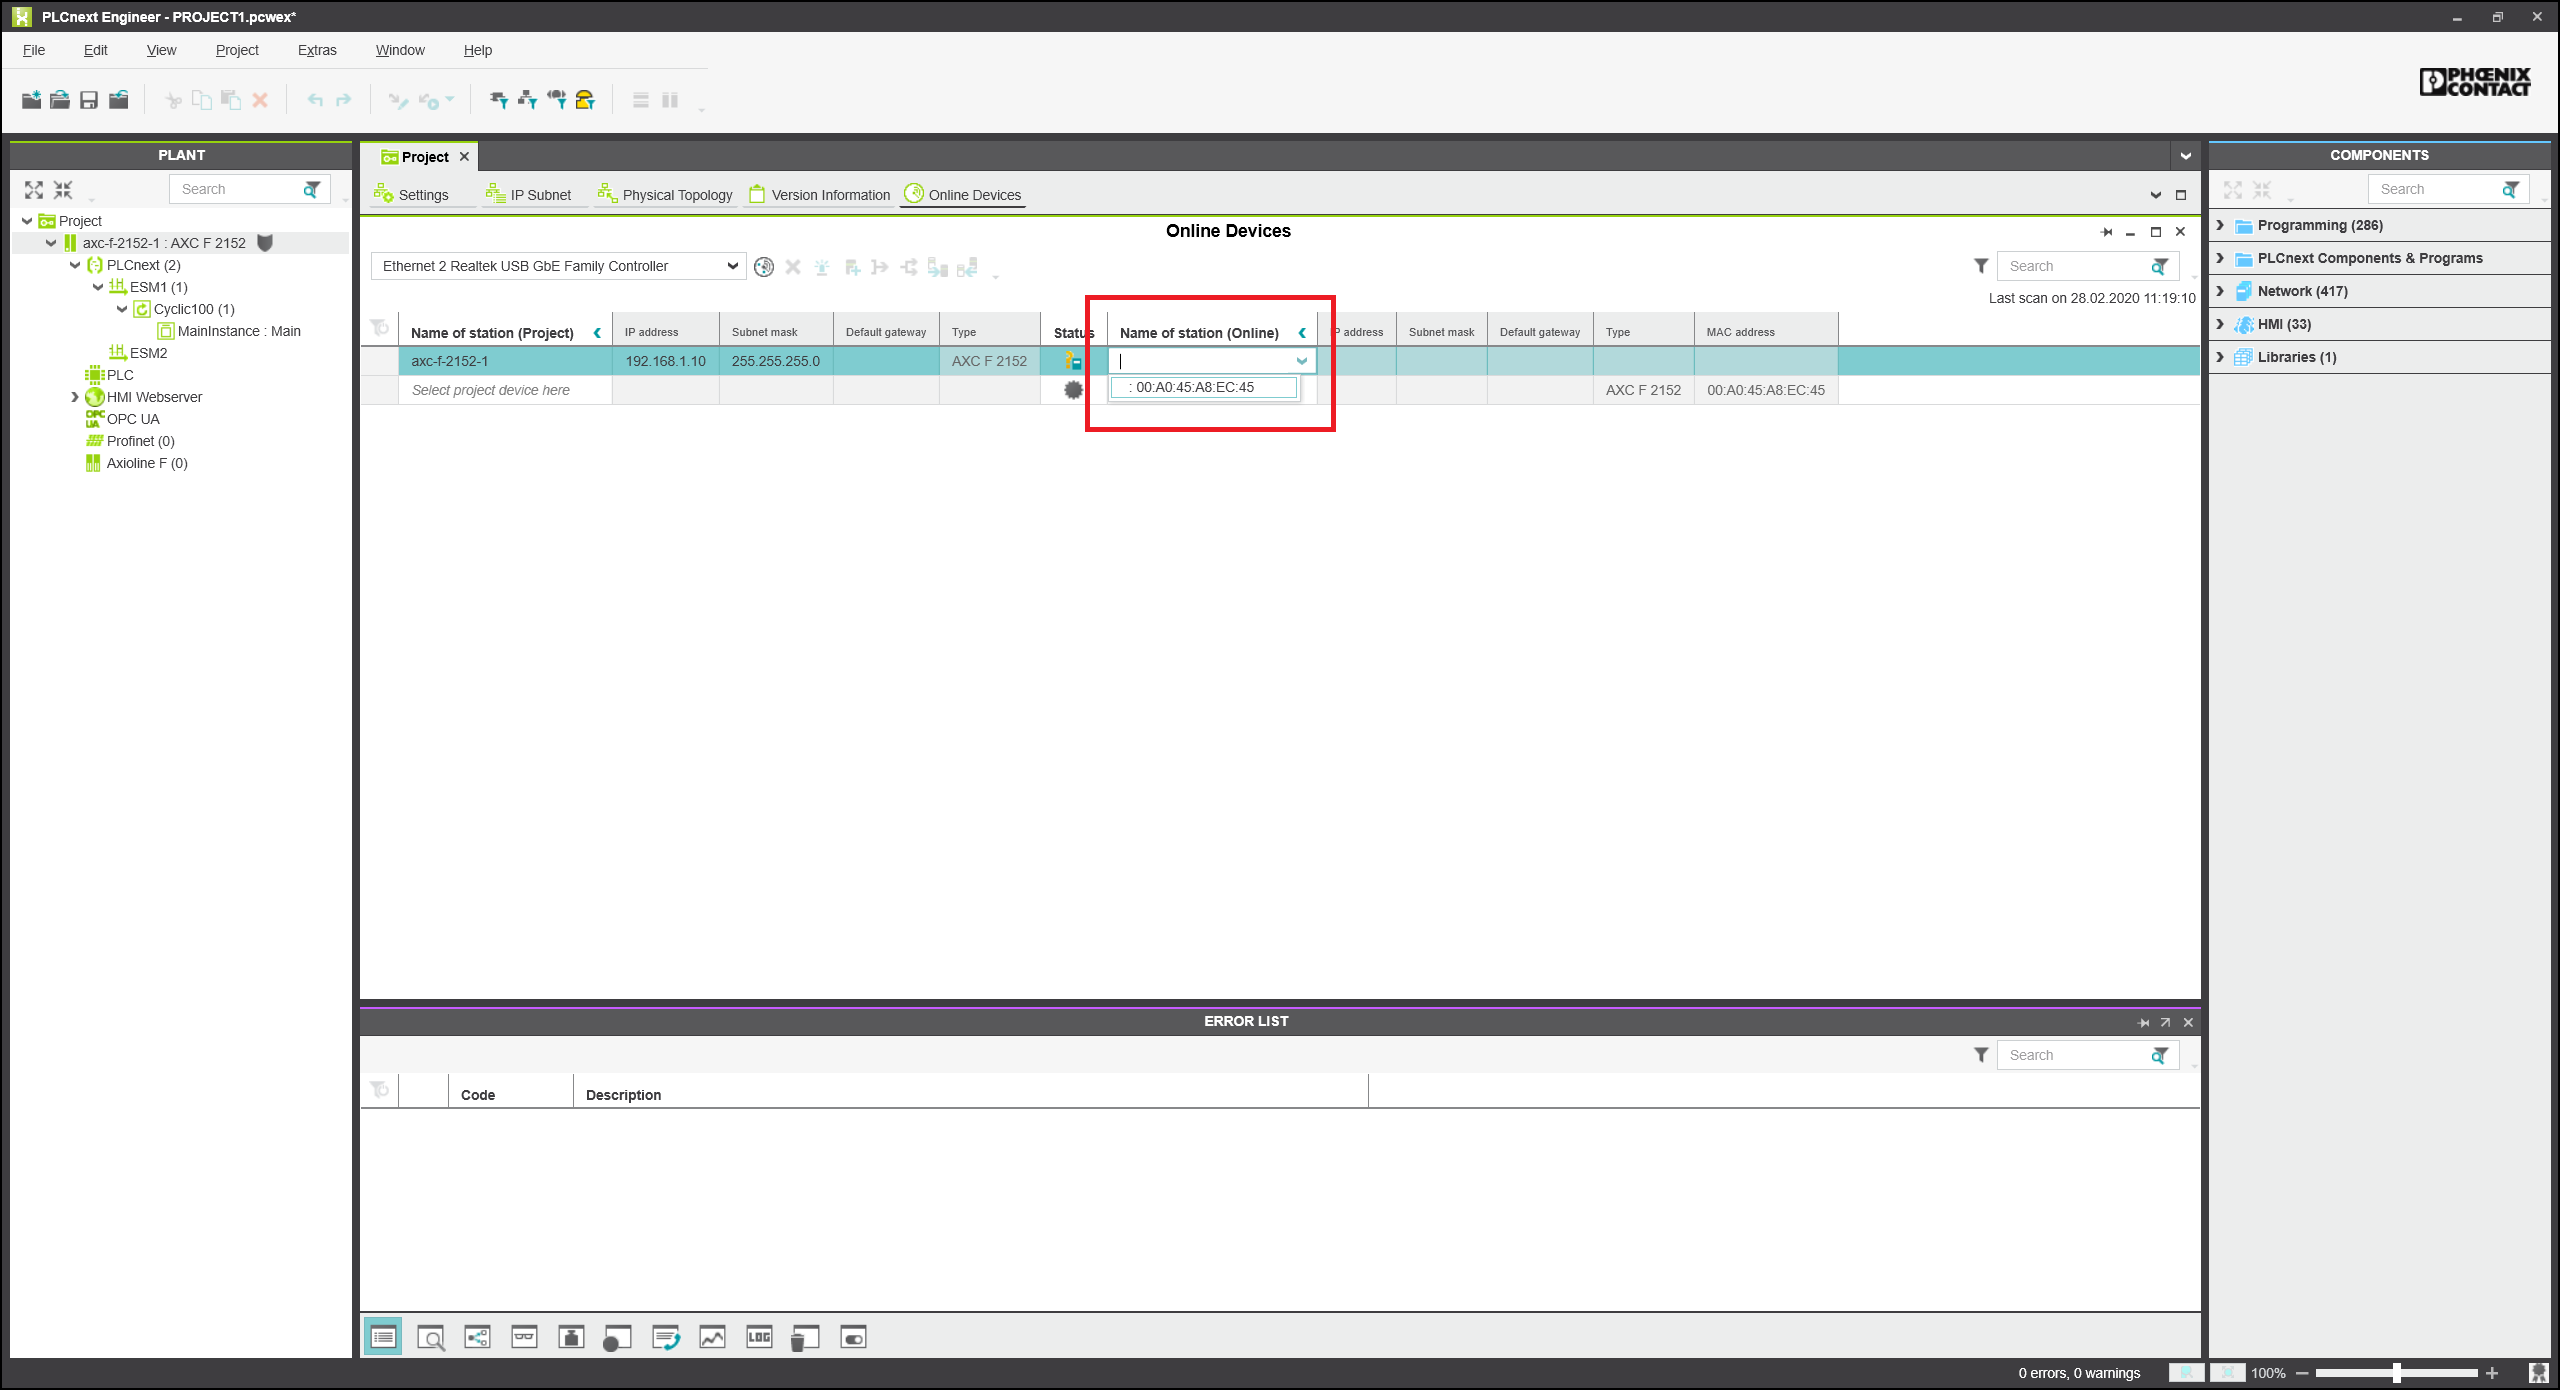 PLCnext Engineer - PROJECT1.pcwex*
File Edit View Project Extras Window Help
PHOENIX
CONTACT
PLANT
Search
Project
axc-f-2152-1 : AXC F 2152
PLCnext (2)
ESM1 (1)
Cyclic100 (1)
MainInstance : Main
ESM2
PLC
HMI Webserver
OPC UA
OPC UA
Profinet (0)
Axioline F (0)
Project
Settings IP Subnet Physical Topology Version Information Online Devices
Online Devices
Ethernet 2 Realtek USB GbE Family Controller
Search
Last scan on 28.02.2020 11:19:10
Name of station (Project) IP address Subnet mask Default gateway Type Status Name of station (Online) IP address Subnet mask Default gateway Type MAC address
axc-f-2152-1 192.168.1.10 255.255.255.0 AXC F 2152
: 00:A0:45:A8:EC:45
Select project device here AXC F 2152 00:A0:45:A8:EC:45
ERROR LIST
Search
Code Description
LOG
COMPONENTS
Search
Programming (286)
PLCnext Components & Programs
Network (417)
HMI (33)
Libraries (1)
0 errors, 0 warnings 100%